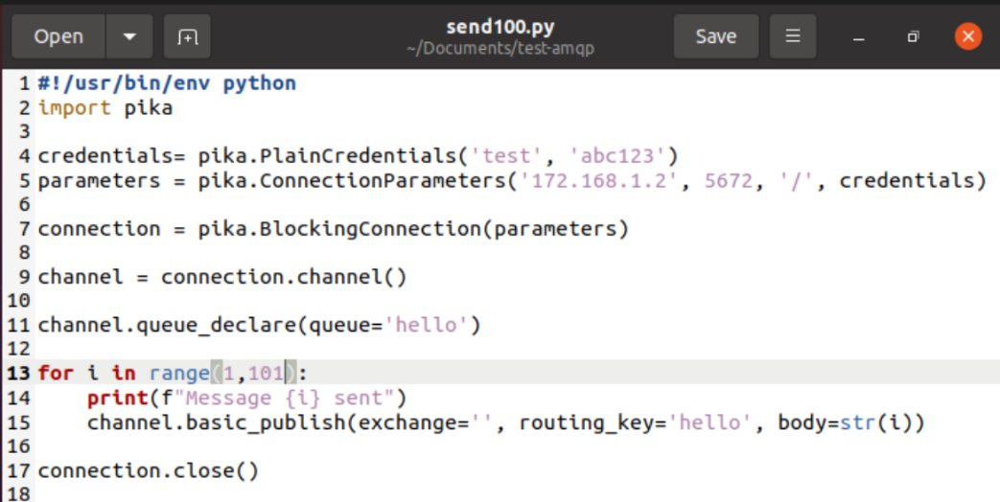 Open
send100.py
~/Documents/test-amqp
Save
1 #!/usr/bin/env python
2 import pika
3
4 credentials= pika.PlainCredentials('test', 'abc123')
5 parameters = pika.ConnectionParameters('172.168.1.2', 5672, '/', credentials)
6
7 connection = pika.BlockingConnection(parameters)
8
9 channel = connection.channel()
10
11 channel.queue_declare(queue='hello')
12
13 for i in range(1,101):
14     print(f"Message {i} sent")
15     channel.basic_publish(exchange='', routing_key='hello', body=str(i))
16
17 connection.close()
18